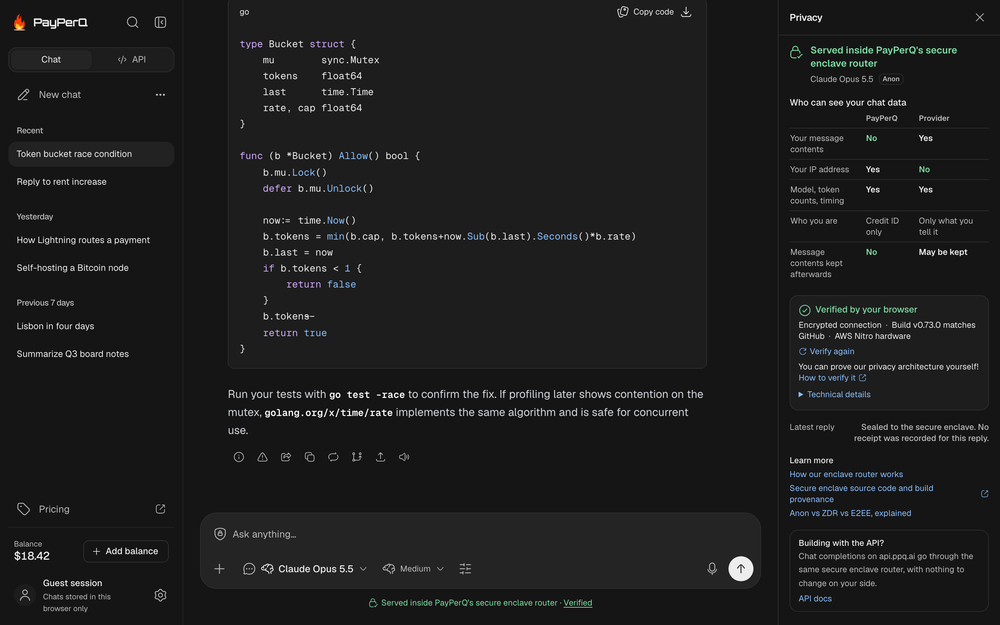 PayPerQ
Chat
API
New chat
Recent
Token bucket race condition
Reply to rent increase
Yesterday
How Lightning routes a payment
Self-hosting a Bitcoin node
Previous 7 days
Lisbon in four days
Summarize Q3 board notes
Pricing
Balance
$18.42
Add balance
Guest session
Chats stored in this
browser only
go
Copy code
type Bucket struct {
mu sync.Mutex
tokens float64
last time.Time
rate, cap float64
}
func (b *Bucket) Allow() bool {
b.mu.Lock()
defer b.mu.Unlock()
now:= time.Now()
b.tokens = min(b.cap, b.tokens+now.Sub(b.last).Seconds()*b.rate)
b.last = now
if b.tokens < 1 {
return false
}
b.tokens--
return true
}
Run your tests with go test -race to confirm the fix. If profiling later shows contention on the
mutex, golang.org/x/time/rate implements the same algorithm and is safe for concurrent
use.
Ask anything...
Claude Opus 5.5
Medium
Served inside PayPerQ's secure enclave router · Verified
Privacy
Served inside PayPerQ's secure
enclave router
Claude Opus 5.5 Anon
Who can see your chat data
PayPerQ Provider
Your message No Yes
contents
Your IP address Yes No
Model, token Yes Yes
counts, timing
Who you are Credit ID Only what you
only tell it
Message No May be kept
contents kept
afterwards
Verified by your browser
Encrypted connection · Build v0.73.0 matches
GitHub · AWS Nitro hardware
Verify again
You can prove our privacy architecture yourself!
How to verify it
Technical details
Latest reply Sealed to the secure enclave. No
receipt was recorded for this reply.
Learn more
How our enclave router works
Secure enclave source code and build
provenance
Anon vs ZDR vs E2EE, explained
Building with the API?
Chat completions on api.ppq.ai go through the
same secure enclave router, with nothing to
change on your side.
API docs